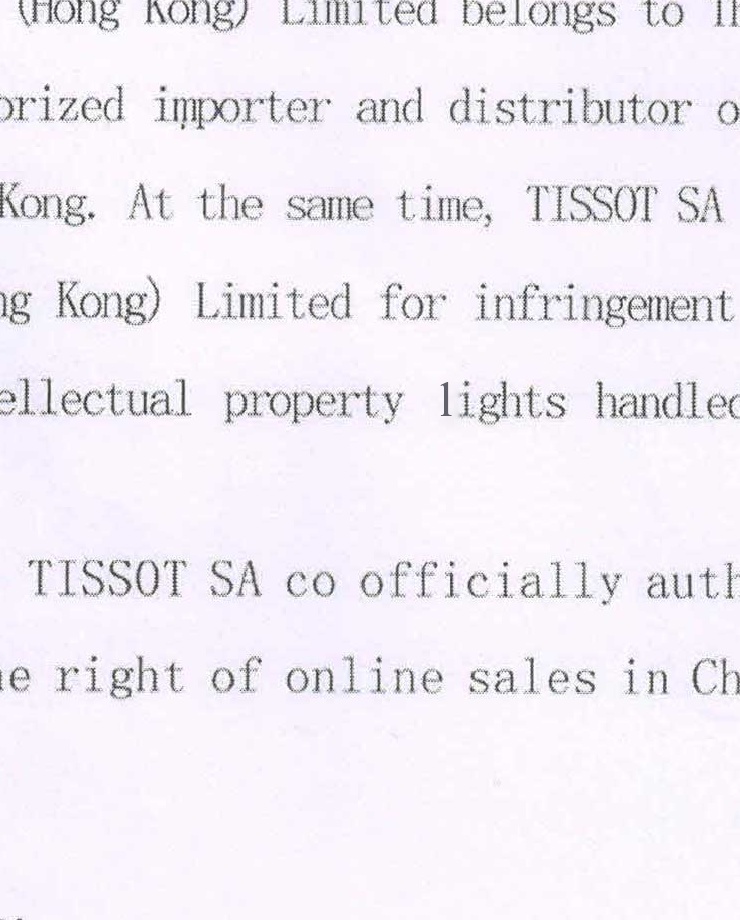 (Hong Kong) Limited belongs to
orized importer and distributor o
Kong. At the same time, TISSOT SA
ng Kong) Limited for infringement
ellectual property lights handled
TISSOT SA co officially auth
e right of online sales in Ch